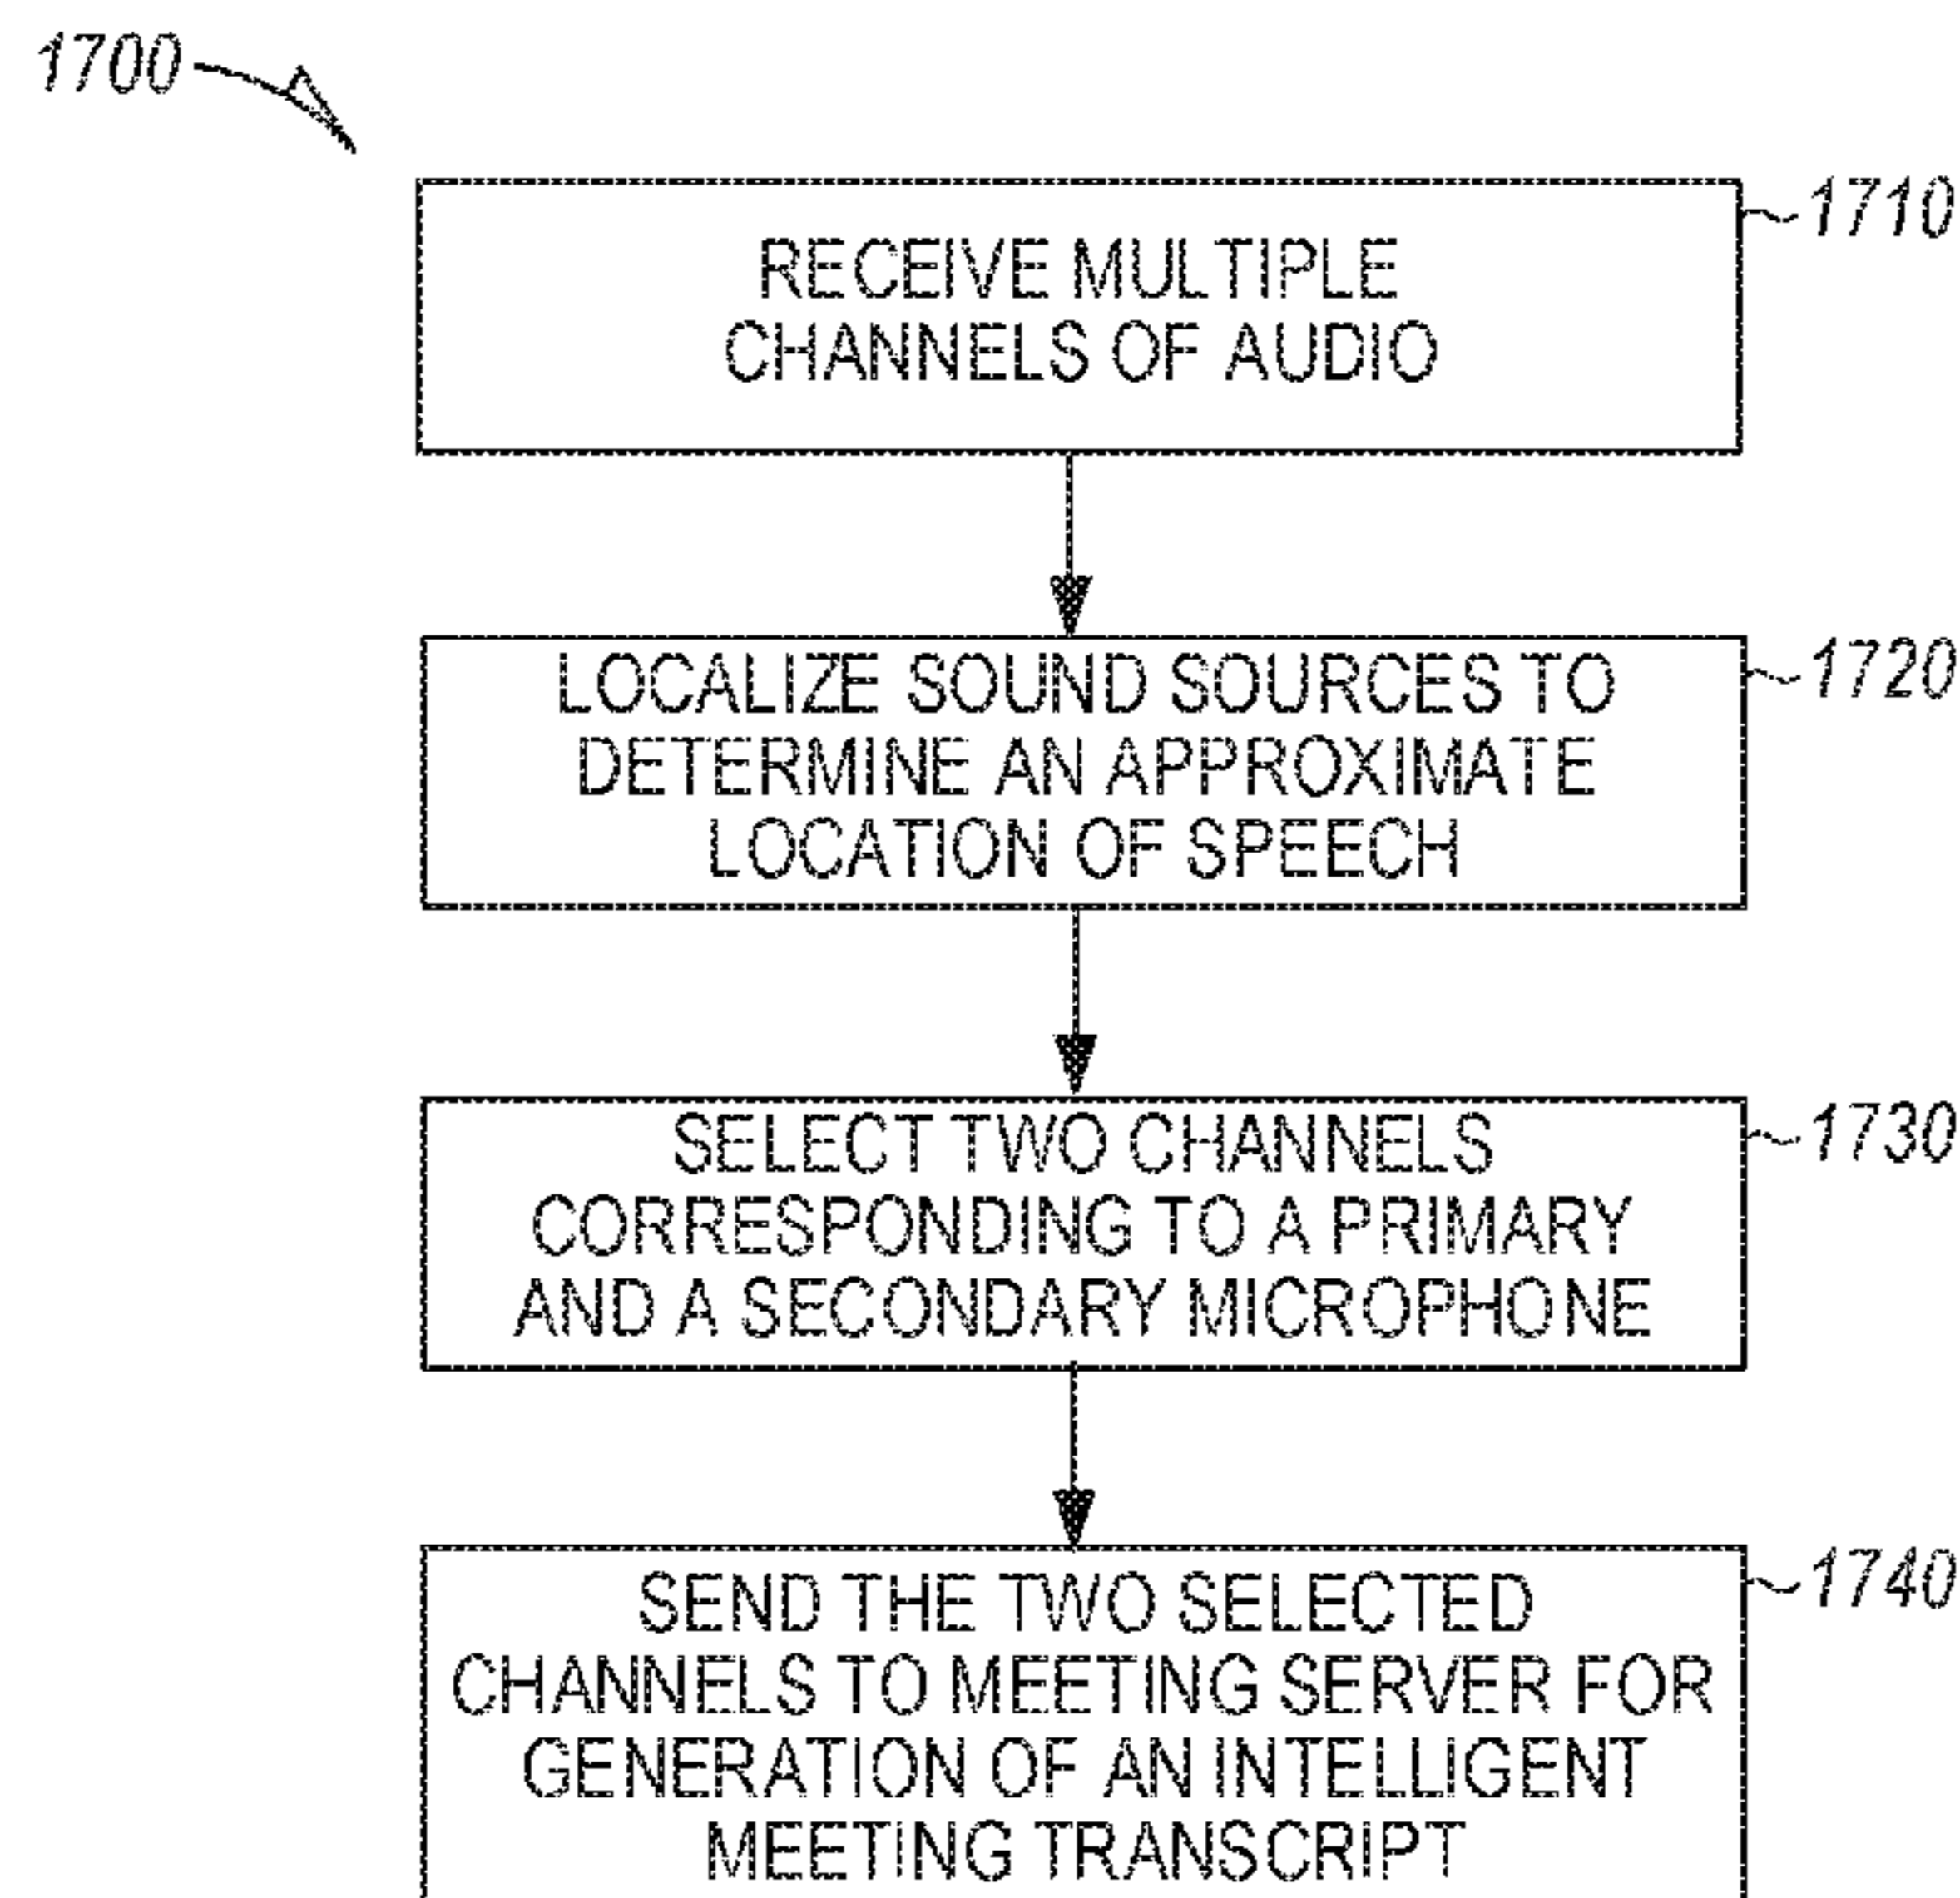 1700
1710
RECEIVE MULTIPLE
CHANNELS OF AUDIO
1720
LOCALIZE SOUND SOURCES TO
DETERMINE AN APPROXIMATE
LOCATION OF SPEECH
1730
SELECT TWO CHANNELS
CORRESPONDING TO A PRIMARY
AND A SECONDARY MICROPHONE
1740
SEND THE TWO SELECTED
CHANNELS TO MEETING SERVER FOR
GENERATION OF AN INTELLIGENT
MEETING TRANSCRIPT